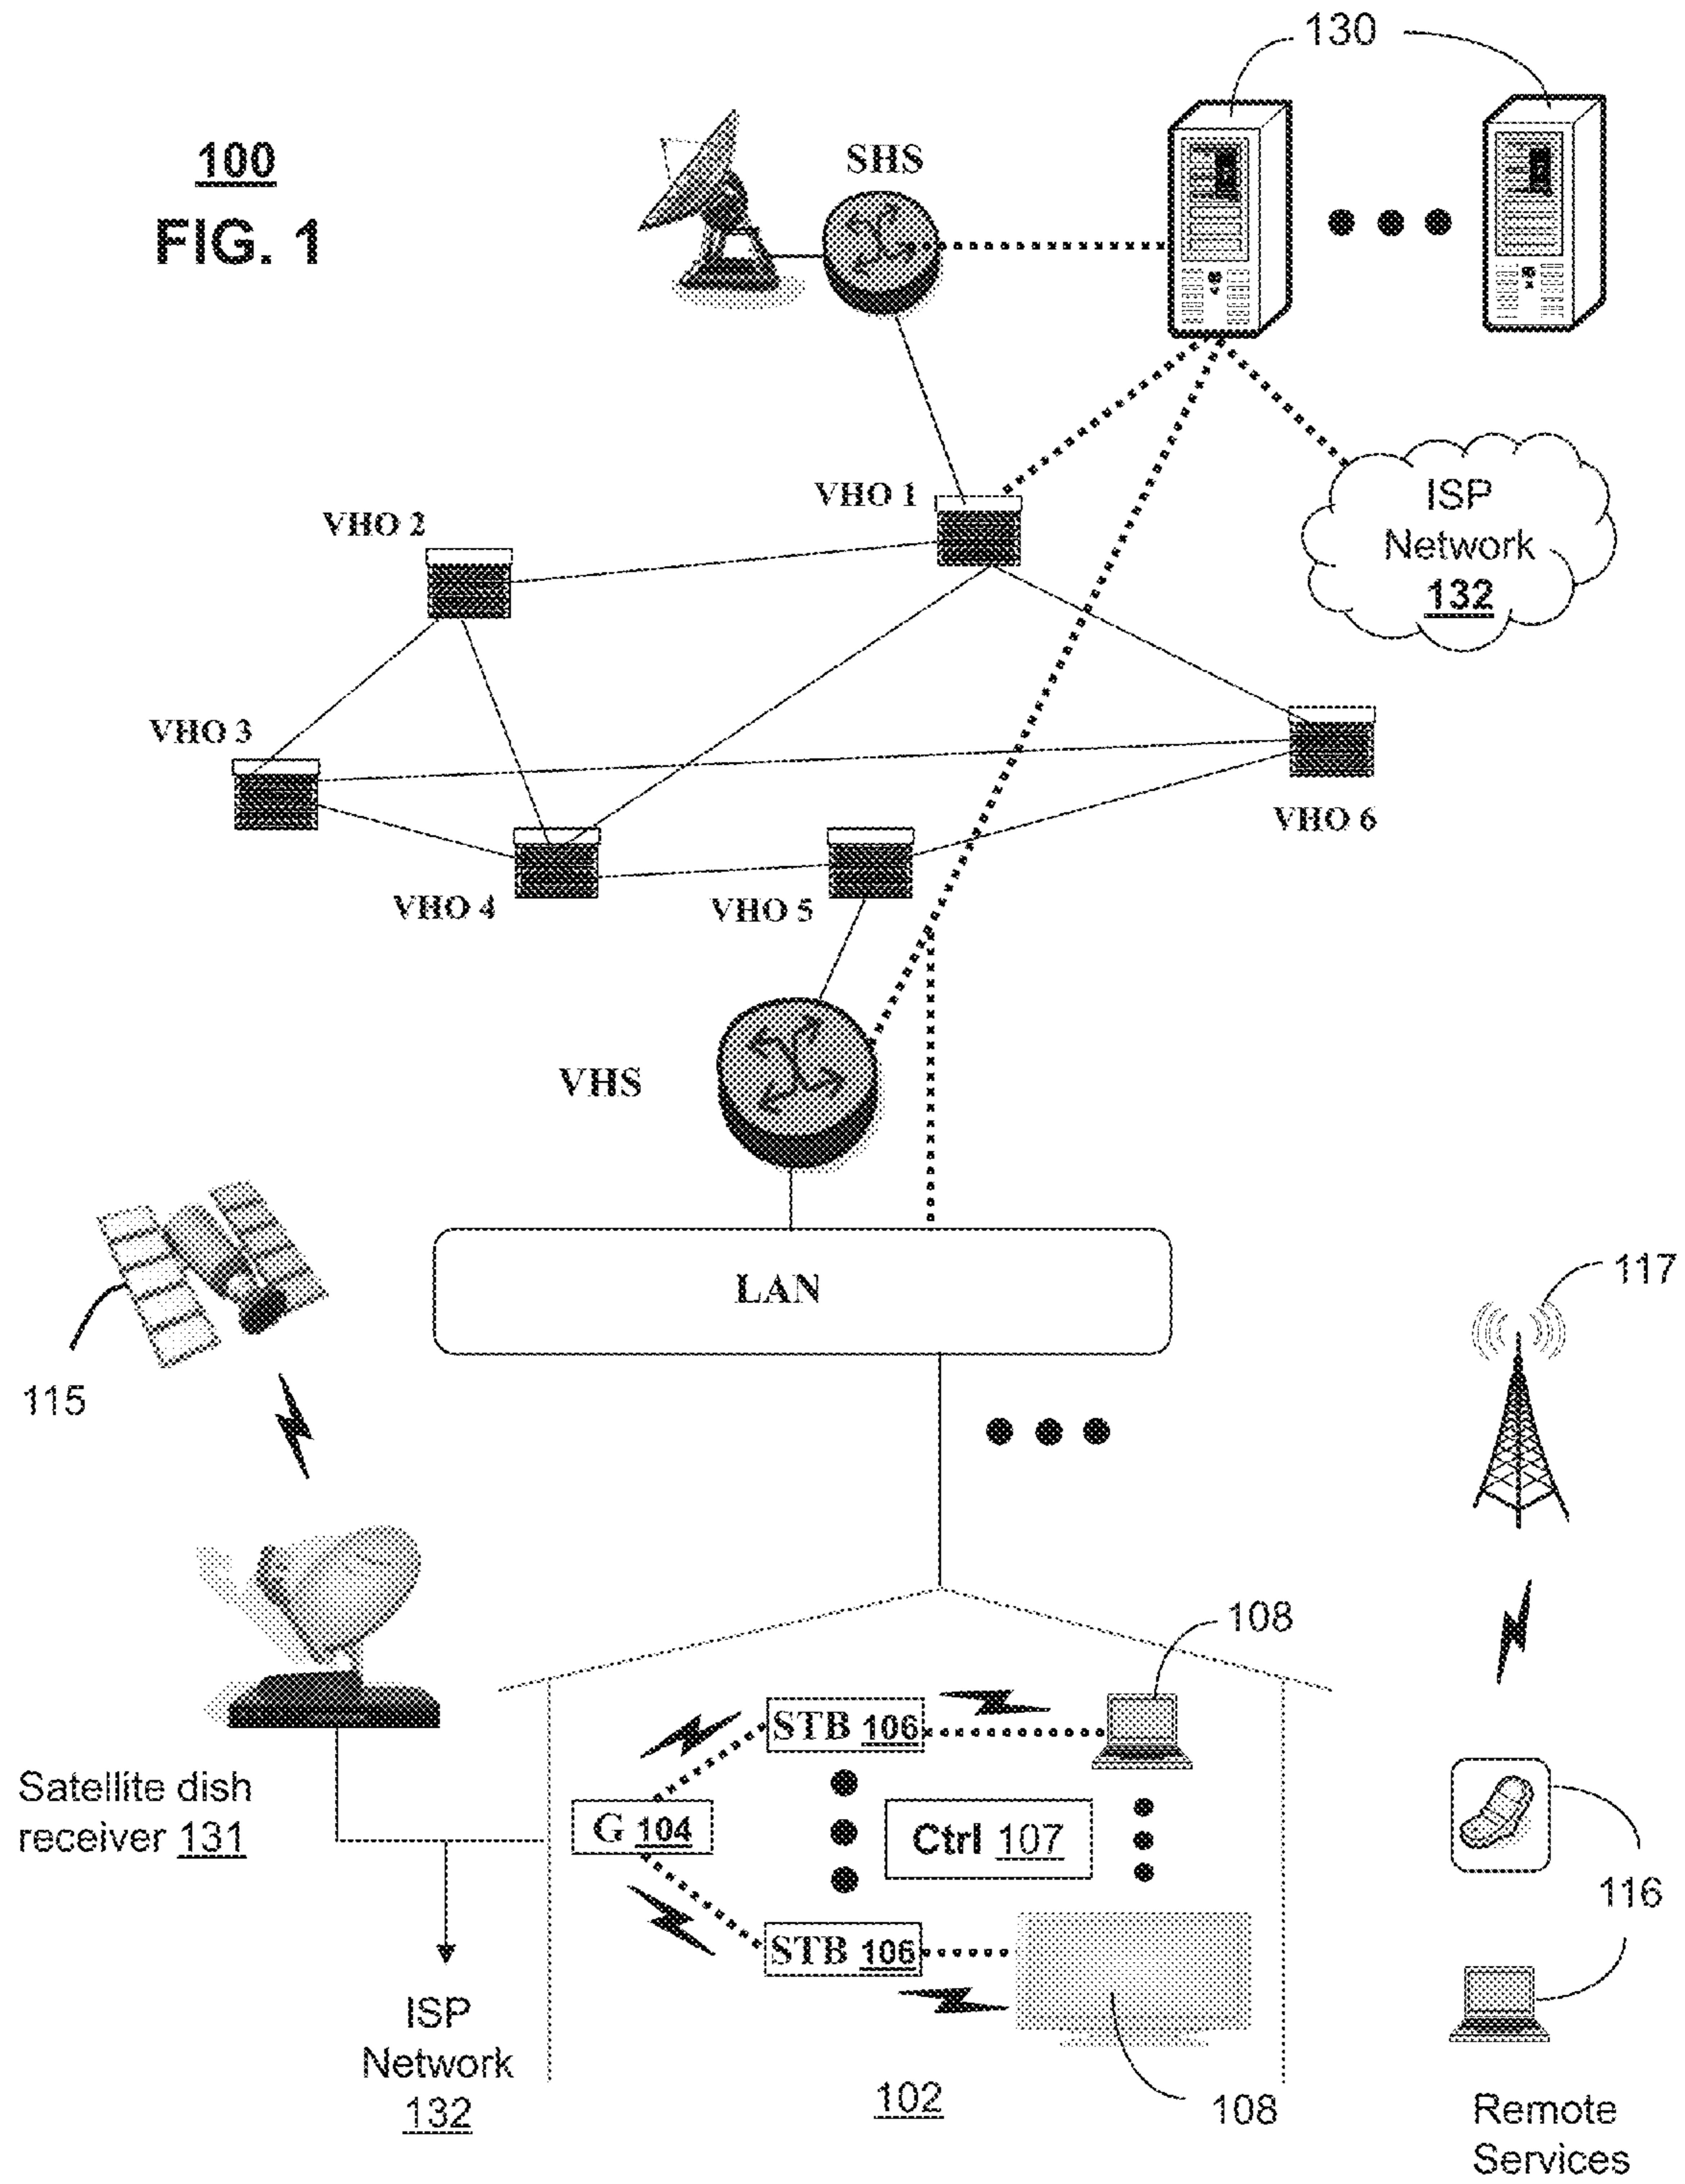 130
100
FIG. 1
SHS
VHO 1
ISP
Network
132
VHO 2
VHO 3
VHO 6
VHO 4
VHO 5
VHS
LAN
117
115
108
STB 106
Satellite dish
receiver 131
G 104
Ctrl 107
116
STB 106
ISP
Network
132
102
108
Remote
Services